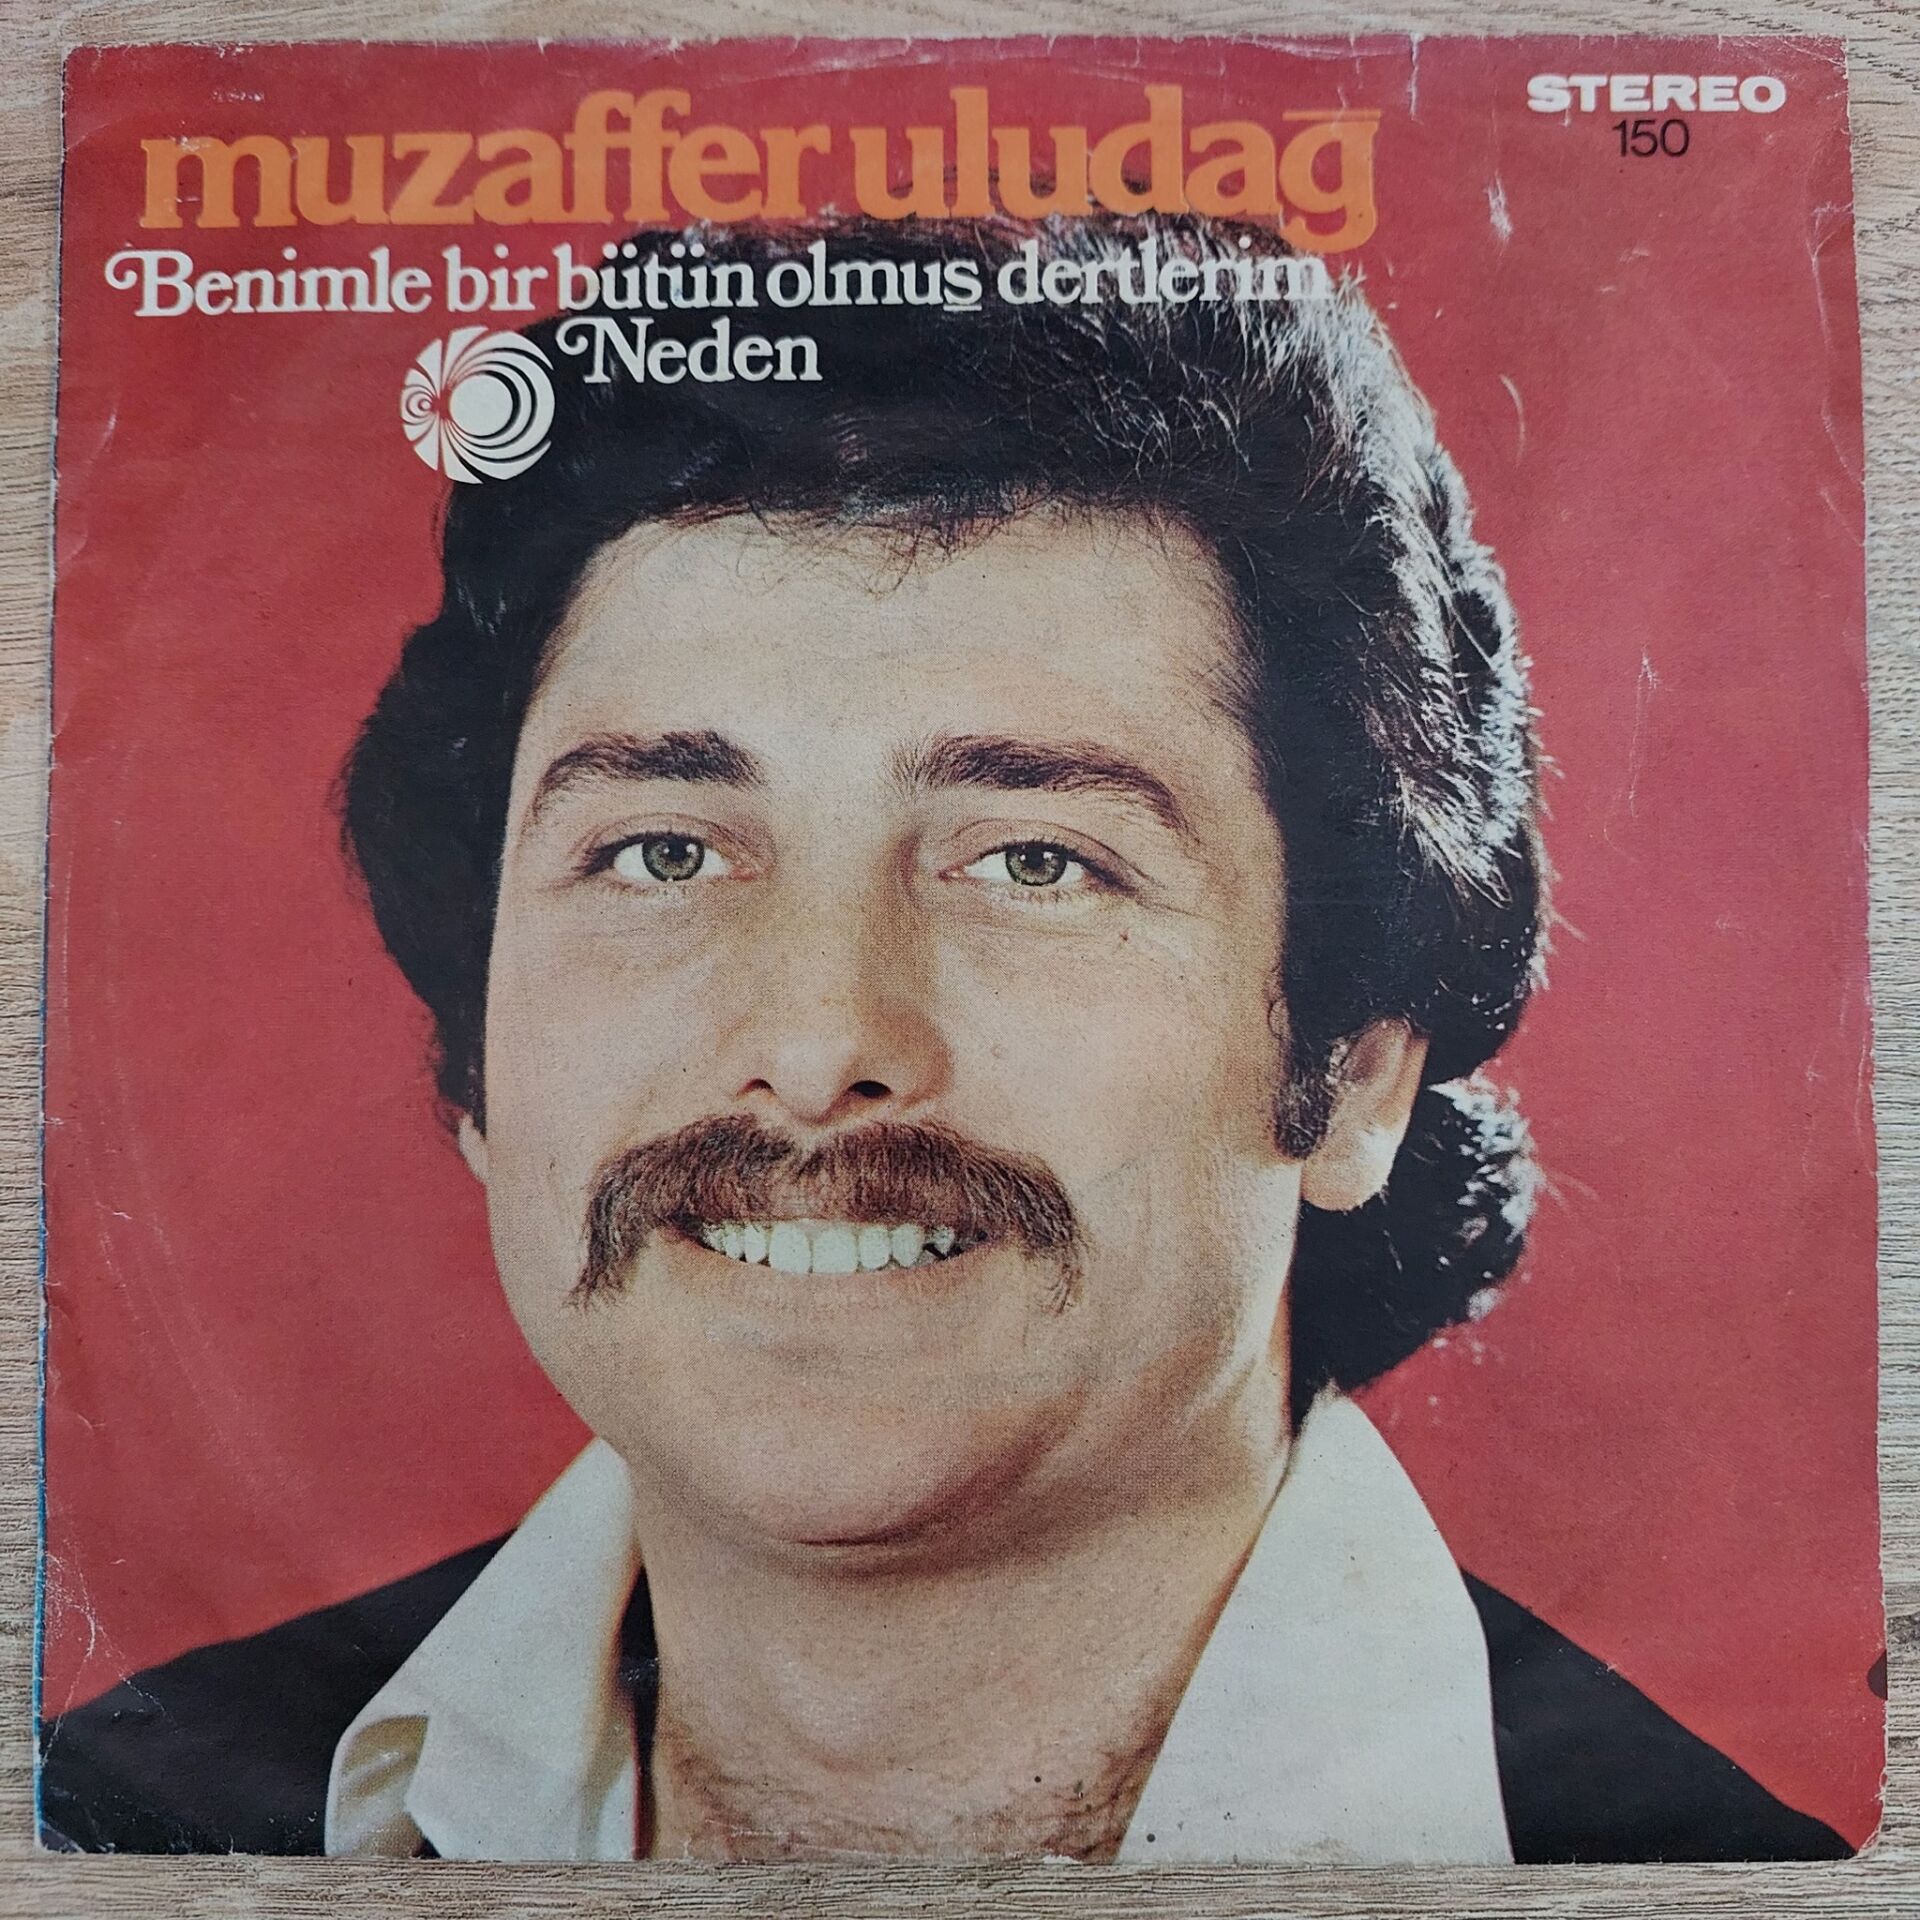 muzaffer uludağ
STEREO
150
Benimle bir bütün olmuş dertlerim
Neden